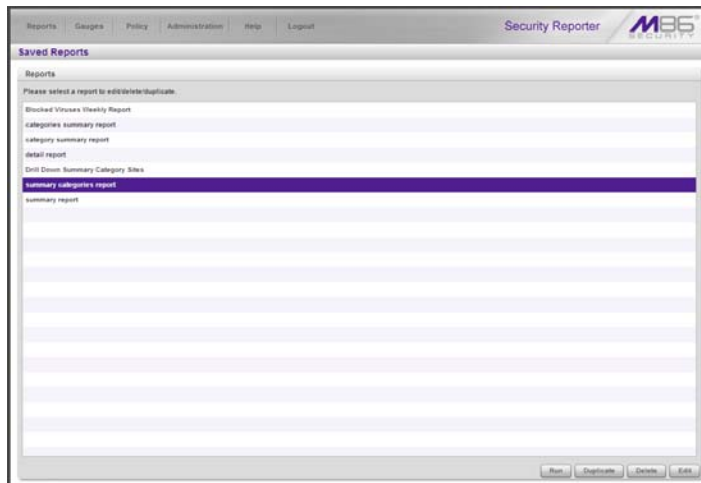 Reports Gauges Policy Administration Help Logout Security Reporter M86 SECURITY
Saved Reports
Reports
Please select a report to edit/delete/duplicate.
Blocked Viruses Weekly Report
categories summary report
category summary report
detail report
Drill Down Summary Category Sites
summary categories report
summary report
Run Duplicate Delete Edit